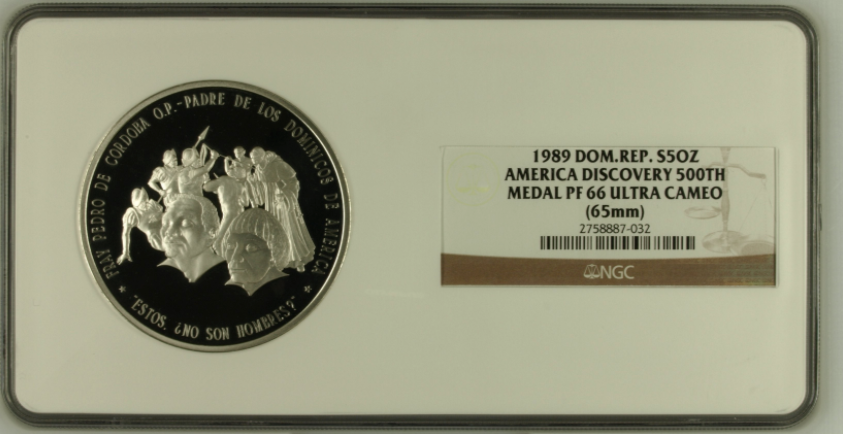 FRAY PEDRO DE CORDOBA O.P.-PADRE DE LOS DOMINICOS DE AMERICA
"ESTOS, ¿NO SON HOMBRES?"
1989 DOM.REP. S5OZ
AMERICA DISCOVERY 500TH
MEDAL PF 66 ULTRA CAMEO
(65mm)
2758887-032
NGC